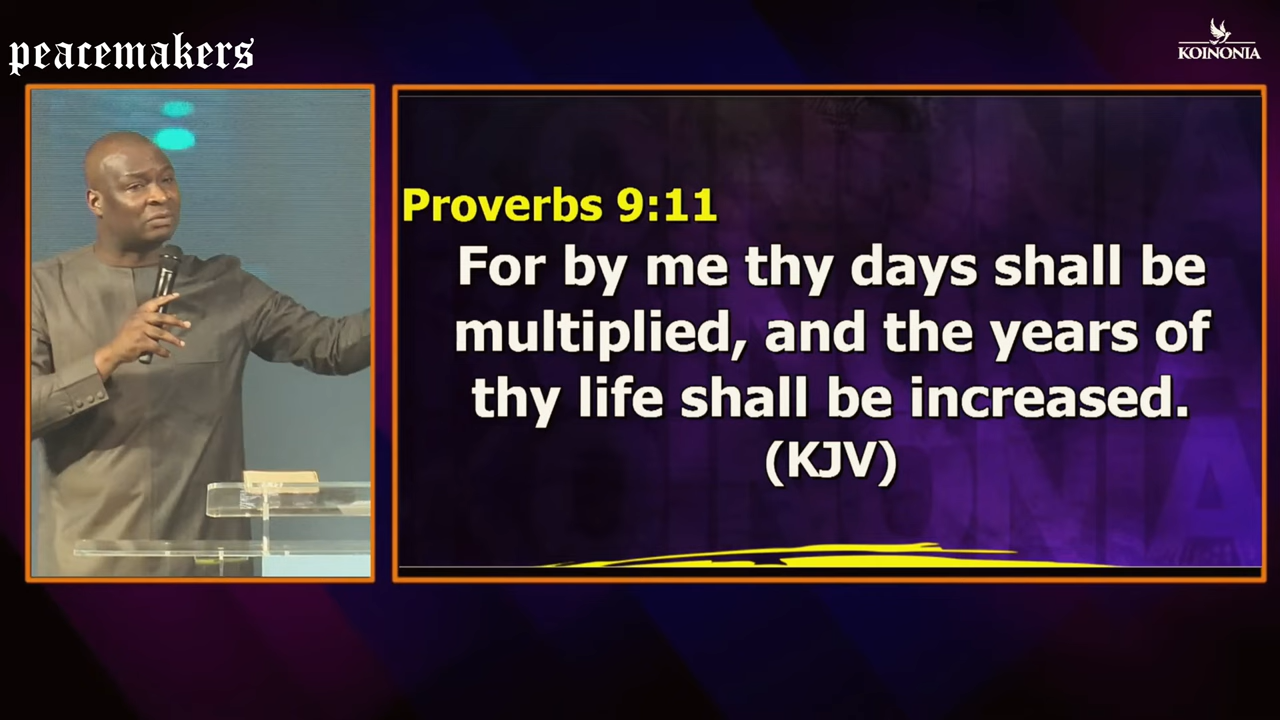 peacemakers
KOINONIA
Proverbs 9:11
For by me thy days shall be
multiplied, and the years of
thy life shall be increased.
(KJV)